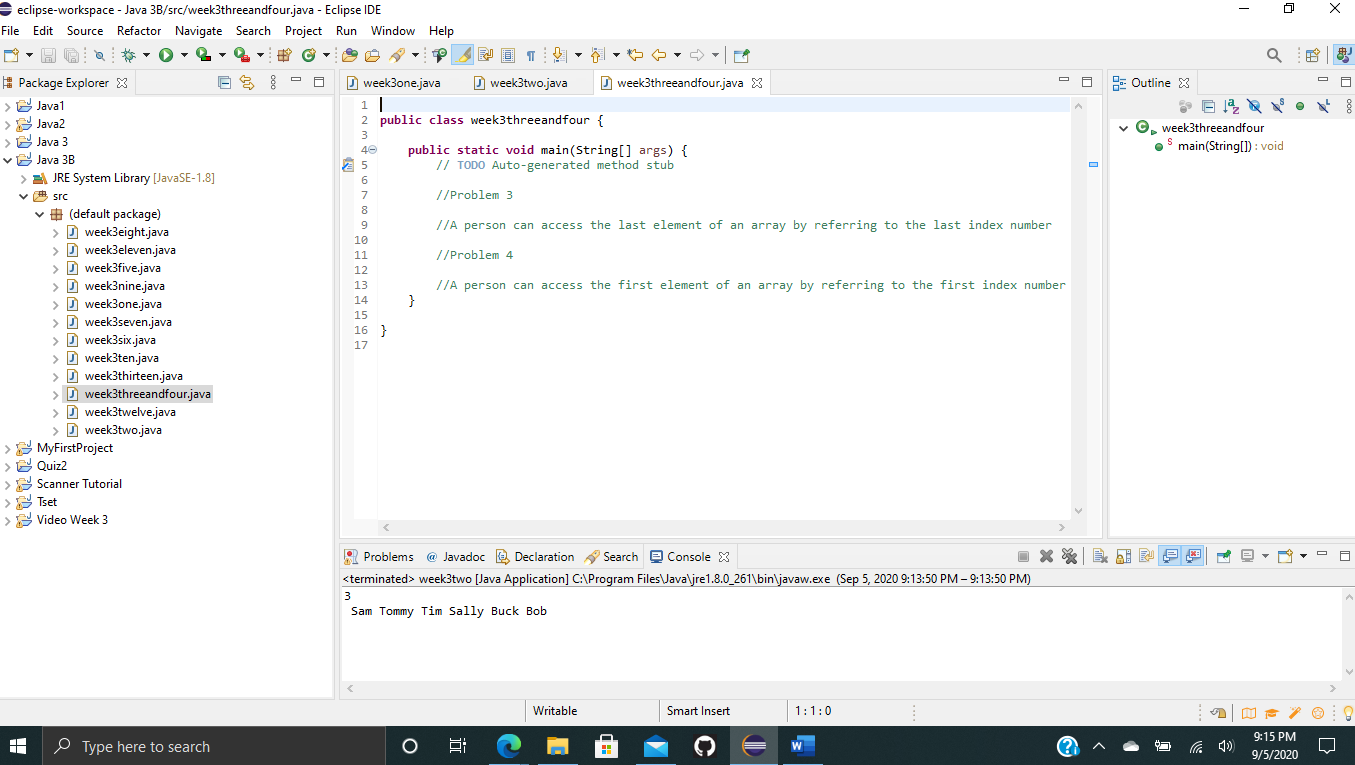 eclipse-workspace - Java 3B/src/week3threeandfour.java - Eclipse IDE
File Edit Source Refactor Navigate Search Project Run Window Help
Package Explorer
Java1
Java2
Java 3
Java 3B
JRE System Library [JavaSE-1.8]
src
(default package)
week3eight.java
week3eleven.java
week3five.java
week3nine.java
week3one.java
week3seven.java
week3six.java
week3ten.java
week3thirteen.java
week3threeandfour.java
week3twelve.java
week3two.java
MyFirstProject
Quiz2
Scanner Tutorial
Tset
Video Week 3
week3one.java week3two.java week3threeandfour.java
1
2 public class week3threeandfour {
3
4 public static void main(String[] args) {
5 // TODO Auto-generated method stub
6
7 //Problem 3
8
9 //A person can access the last element of an array by referring to the last index number
10
11 //Problem 4
12
13 //A person can access the first element of an array by referring to the first index number
14 }
15
16 }
17
Outline
week3threeandfour
main(String[]) : void
Problems @ Javadoc Declaration Search Console
<terminated> week3two [Java Application] C:\Program Files\Java\jre1.8.0_261\bin\javaw.exe (Sep 5, 2020 9:13:50 PM – 9:13:50 PM)
3
Sam Tommy Tim Sally Buck Bob
Writable Smart Insert 1 : 1 : 0
Type here to search
9:15 PM
9/5/2020